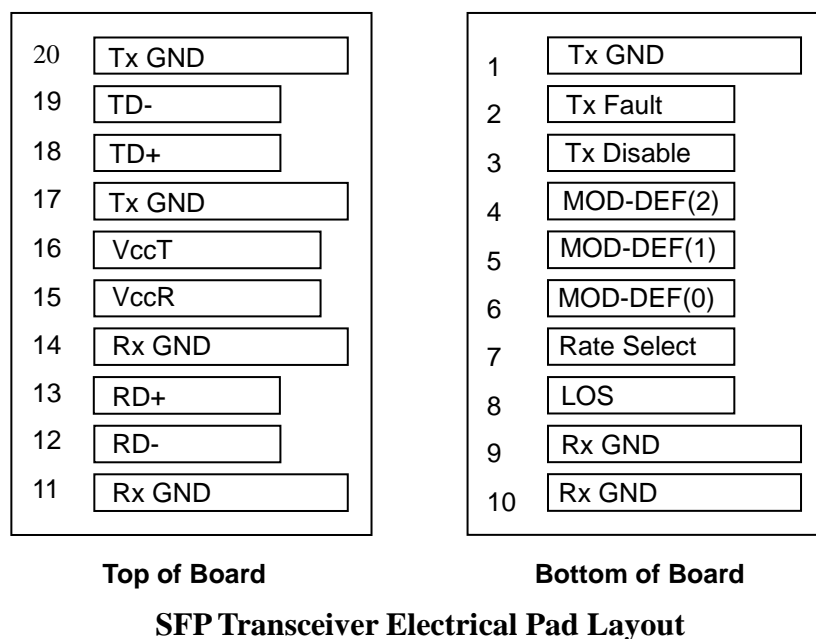 20 Tx GND
19 TD-
18 TD+
17 Tx GND
16 VccT
15 VccR
14 Rx GND
13 RD+
12 RD-
11 Rx GND
Top of Board
1 Tx GND
2 Tx Fault
3 Tx Disable
4 MOD-DEF(2)
5 MOD-DEF(1)
6 MOD-DEF(0)
7 Rate Select
8 LOS
9 Rx GND
10 Rx GND
Bottom of Board
SFP Transceiver Electrical Pad Layout